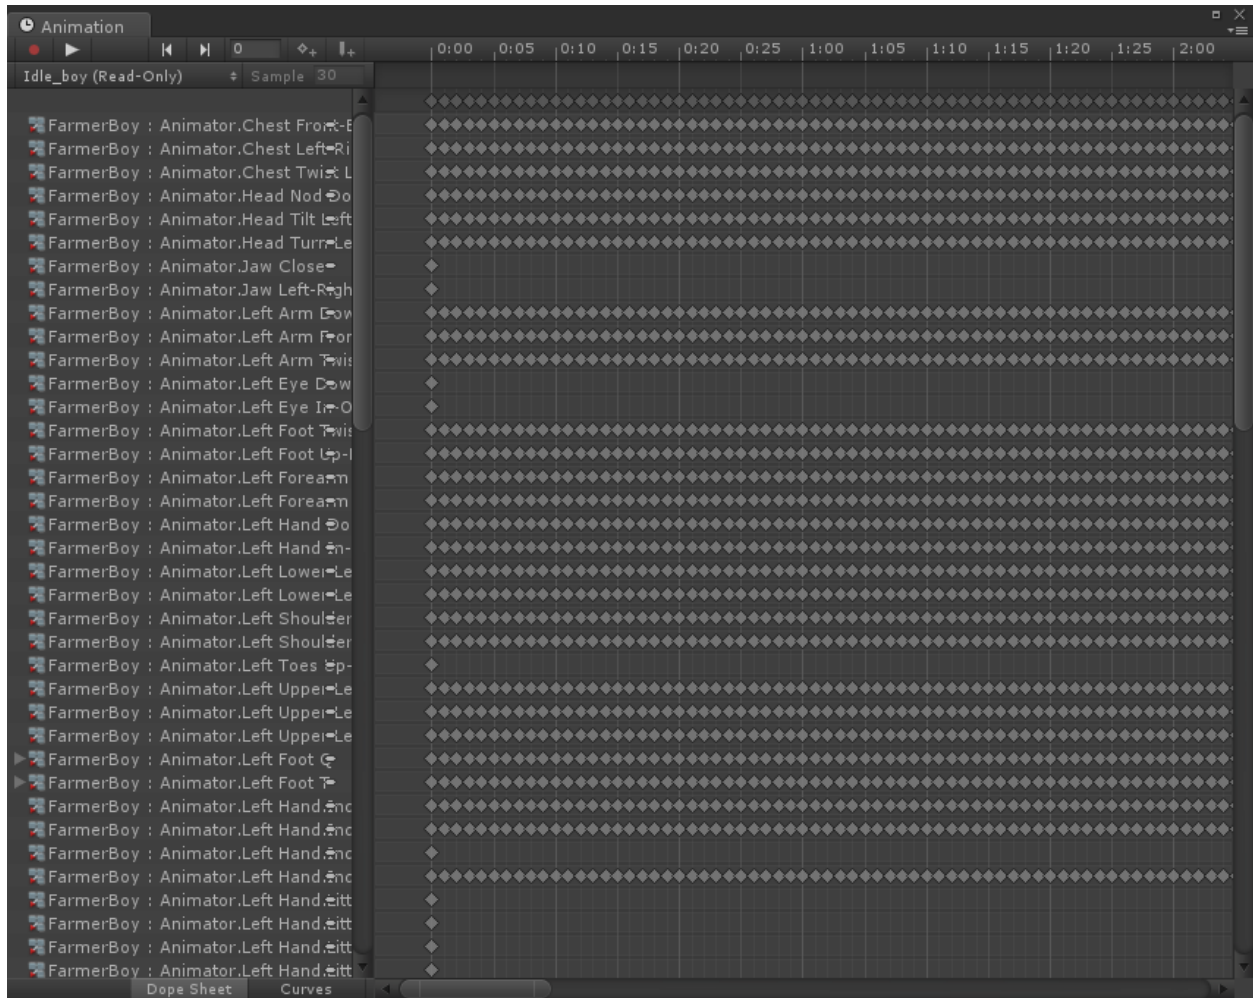 Animation
0 0:00 0:05 0:10 0:15 0:20 0:25 1:00 1:05 1:10 1:15 1:20 1:25 2:00
Idle_boy (Read-Only) Sample 30
FarmerBoy : Animator.Chest Front-
FarmerBoy : Animator.Chest Left-Ri
FarmerBoy : Animator.Chest Twist L
FarmerBoy : Animator.Head Nod Do
FarmerBoy : Animator.Head Tilt Left
FarmerBoy : Animator.Head Turn Le
FarmerBoy : Animator.Jaw Close
FarmerBoy : Animator.Jaw Left-Righ
FarmerBoy : Animator.Left Arm Dow
FarmerBoy : Animator.Left Arm Fror
FarmerBoy : Animator.Left Arm Twis
FarmerBoy : Animator.Left Eye Dow
FarmerBoy : Animator.Left Eye In-O
FarmerBoy : Animator.Left Foot Twis
FarmerBoy : Animator.Left Foot Up-
FarmerBoy : Animator.Left Forearm
FarmerBoy : Animator.Left Forearm
FarmerBoy : Animator.Left Hand Do
FarmerBoy : Animator.Left Hand In-
FarmerBoy : Animator.Left Lower Le
FarmerBoy : Animator.Left Lower Le
FarmerBoy : Animator.Left Shoulder
FarmerBoy : Animator.Left Shoulder
FarmerBoy : Animator.Left Toes Up-
FarmerBoy : Animator.Left Upper Le
FarmerBoy : Animator.Left Upper Le
FarmerBoy : Animator.Left Upper Le
FarmerBoy : Animator.Left Foot Q
FarmerBoy : Animator.Left Foot T
FarmerBoy : Animator.Left Hand.Inc
FarmerBoy : Animator.Left Hand.Inc
FarmerBoy : Animator.Left Hand.Inc
FarmerBoy : Animator.Left Hand.Inc
FarmerBoy : Animator.Left Hand.Litt
FarmerBoy : Animator.Left Hand.Litt
FarmerBoy : Animator.Left Hand.Litt
FarmerBoy : Animator.Left Hand.Litt
Dope Sheet Curves